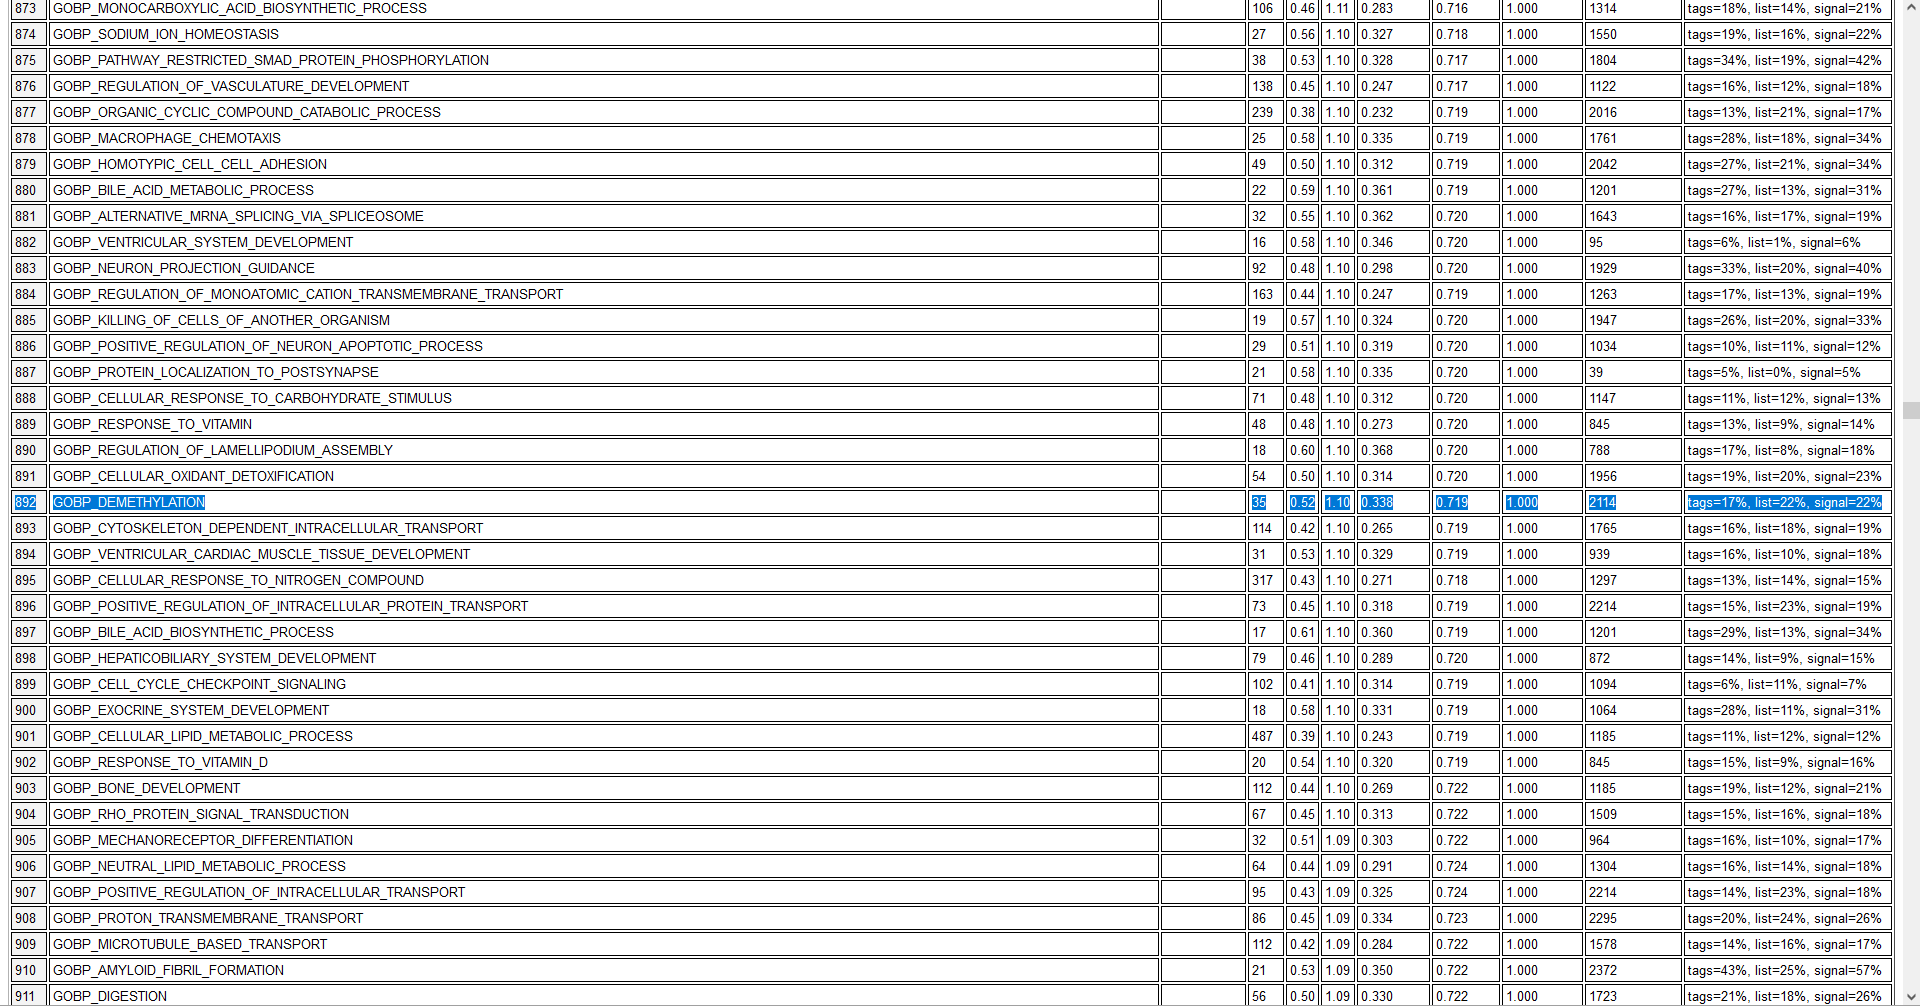 873 GOBP_MONOCARBOXYLIC_ACID_BIOSYNTHETIC_PROCESS 106 0.46 1.11 0.283 0.716 1.000 1314 tags=18%, list=14%, signal=21%
874 GOBP_SODIUM_ION_HOMEOSTASIS 27 0.56 1.10 0.327 0.718 1.000 1550 tags=19%, list=16%, signal=22%
875 GOBP_PATHWAY_RESTRICTED_SMAD_PROTEIN_PHOSPHORYLATION 38 0.53 1.10 0.328 0.717 1.000 1804 tags=34%, list=19%, signal=42%
876 GOBP_REGULATION_OF_VASCULATURE_DEVELOPMENT 138 0.45 1.10 0.247 0.717 1.000 1122 tags=16%, list=12%, signal=18%
877 GOBP_ORGANIC_CYCLIC_COMPOUND_CATABOLIC_PROCESS 239 0.38 1.10 0.232 0.719 1.000 2016 tags=13%, list=21%, signal=17%
878 GOBP_MACROPHAGE_CHEMOTAXIS 25 0.58 1.10 0.335 0.719 1.000 1761 tags=28%, list=18%, signal=34%
879 GOBP_HOMOTYPIC_CELL_CELL_ADHESION 49 0.50 1.10 0.312 0.719 1.000 2042 tags=27%, list=21%, signal=34%
880 GOBP_BILE_ACID_METABOLIC_PROCESS 22 0.59 1.10 0.361 0.719 1.000 1201 tags=27%, list=13%, signal=31%
881 GOBP_ALTERNATIVE_MRNA_SPLICING_VIA_SPLICEOSOME 32 0.55 1.10 0.362 0.720 1.000 1643 tags=16%, list=17%, signal=19%
882 GOBP_VENTRICULAR_SYSTEM_DEVELOPMENT 16 0.58 1.10 0.346 0.720 1.000 95 tags=6%, list=1%, signal=6%
883 GOBP_NEURON_PROJECTION_GUIDANCE 92 0.48 1.10 0.298 0.720 1.000 1929 tags=33%, list=20%, signal=40%
884 GOBP_REGULATION_OF_MONOATOMIC_CATION_TRANSMEMBRANE_TRANSPORT 163 0.44 1.10 0.247 0.719 1.000 1263 tags=17%, list=13%, signal=19%
885 GOBP_KILLING_OF_CELLS_OF_ANOTHER_ORGANISM 19 0.57 1.10 0.324 0.720 1.000 1947 tags=26%, list=20%, signal=33%
886 GOBP_POSITIVE_REGULATION_OF_NEURON_APOPTOTIC_PROCESS 29 0.51 1.10 0.319 0.720 1.000 1034 tags=10%, list=11%, signal=12%
887 GOBP_PROTEIN_LOCALIZATION_TO_POSTSYNAPSE 21 0.58 1.10 0.335 0.720 1.000 39 tags=5%, list=0%, signal=5%
888 GOBP_CELLULAR_RESPONSE_TO_CARBOHYDRATE_STIMULUS 71 0.48 1.10 0.312 0.720 1.000 1147 tags=11%, list=12%, signal=13%
889 GOBP_RESPONSE_TO_VITAMIN 48 0.48 1.10 0.273 0.720 1.000 845 tags=13%, list=9%, signal=14%
890 GOBP_REGULATION_OF_LAMELLIPODIUM_ASSEMBLY 18 0.60 1.10 0.368 0.720 1.000 788 tags=17%, list=8%, signal=18%
891 GOBP_CELLULAR_OXIDANT_DETOXIFICATION 54 0.50 1.10 0.314 0.720 1.000 1956 tags=19%, list=20%, signal=23%
892 GOBP_DEMETHYLATION 35 0.52 1.10 0.338 0.719 1.000 2114 tags=17%, list=22%, signal=22%
893 GOBP_CYTOSKELETON_DEPENDENT_INTRACELLULAR_TRANSPORT 114 0.42 1.10 0.265 0.719 1.000 1765 tags=16%, list=18%, signal=19%
894 GOBP_VENTRICULAR_CARDIAC_MUSCLE_TISSUE_DEVELOPMENT 31 0.53 1.10 0.329 0.719 1.000 939 tags=16%, list=10%, signal=18%
895 GOBP_CELLULAR_RESPONSE_TO_NITROGEN_COMPOUND 317 0.43 1.10 0.271 0.718 1.000 1297 tags=13%, list=14%, signal=15%
896 GOBP_POSITIVE_REGULATION_OF_INTRACELLULAR_PROTEIN_TRANSPORT 73 0.45 1.10 0.318 0.719 1.000 2214 tags=15%, list=23%, signal=19%
897 GOBP_BILE_ACID_BIOSYNTHETIC_PROCESS 17 0.61 1.10 0.360 0.719 1.000 1201 tags=29%, list=13%, signal=34%
898 GOBP_HEPATICOBILIARY_SYSTEM_DEVELOPMENT 79 0.46 1.10 0.289 0.720 1.000 872 tags=14%, list=9%, signal=15%
899 GOBP_CELL_CYCLE_CHECKPOINT_SIGNALING 102 0.41 1.10 0.314 0.719 1.000 1094 tags=6%, list=11%, signal=7%
900 GOBP_EXOCRINE_SYSTEM_DEVELOPMENT 18 0.58 1.10 0.331 0.719 1.000 1064 tags=28%, list=11%, signal=31%
901 GOBP_CELLULAR_LIPID_METABOLIC_PROCESS 487 0.39 1.10 0.243 0.719 1.000 1185 tags=11%, list=12%, signal=12%
902 GOBP_RESPONSE_TO_VITAMIN_D 20 0.54 1.10 0.320 0.719 1.000 845 tags=15%, list=9%, signal=16%
903 GOBP_BONE_DEVELOPMENT 112 0.44 1.10 0.269 0.722 1.000 1185 tags=19%, list=12%, signal=21%
904 GOBP_RHO_PROTEIN_SIGNAL_TRANSDUCTION 67 0.45 1.10 0.313 0.722 1.000 1509 tags=15%, list=16%, signal=18%
905 GOBP_MECHANORECEPTOR_DIFFERENTIATION 32 0.51 1.09 0.303 0.722 1.000 964 tags=16%, list=10%, signal=17%
906 GOBP_NEUTRAL_LIPID_METABOLIC_PROCESS 64 0.44 1.09 0.291 0.724 1.000 1304 tags=16%, list=14%, signal=18%
907 GOBP_POSITIVE_REGULATION_OF_INTRACELLULAR_TRANSPORT 95 0.43 1.09 0.325 0.724 1.000 2214 tags=14%, list=23%, signal=18%
908 GOBP_PROTON_TRANSMEMBRANE_TRANSPORT 86 0.45 1.09 0.334 0.723 1.000 2295 tags=20%, list=24%, signal=26%
909 GOBP_MICROTUBULE_BASED_TRANSPORT 112 0.42 1.09 0.284 0.722 1.000 1578 tags=14%, list=16%, signal=17%
910 GOBP_AMYLOID_FIBRIL_FORMATION 21 0.53 1.09 0.350 0.722 1.000 2372 tags=43%, list=25%, signal=57%
911 GOBP_DIGESTION 56 0.50 1.09 0.330 0.722 1.000 1723 tags=21%, list=18%, signal=26%